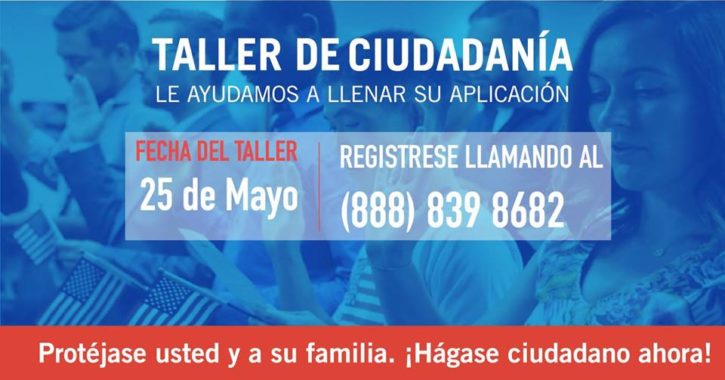 TALLER DE CIUDADANÍA
LE AYUDAMOS A LLENAR SU APLICACIÓN
FECHA DEL TALLER
25 de Mayo
REGISTRESE LLAMANDO AL
(888) 839 8682
Protéjase usted y a su familia. ¡Hágase ciudadano ahora!